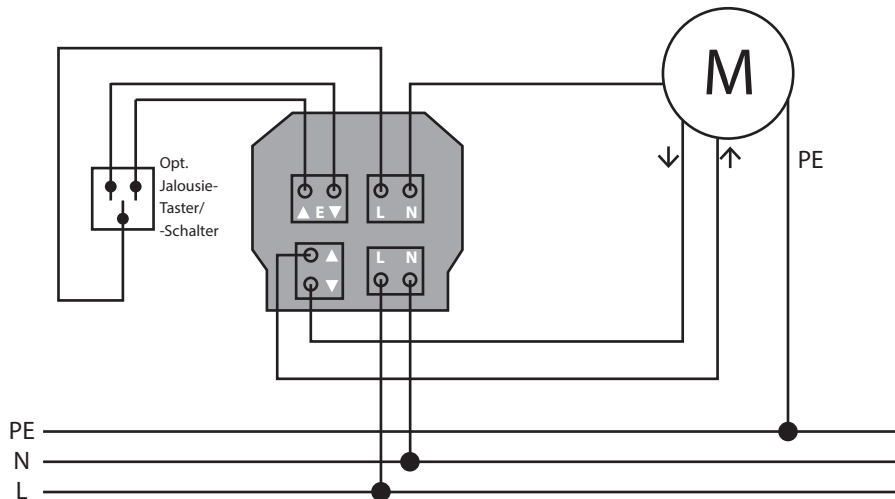 M
Opt.
Jalousie-
Taster/
-Schalter
PE
▲ E ▼ L N
▲ L N
▼
PE
N
L